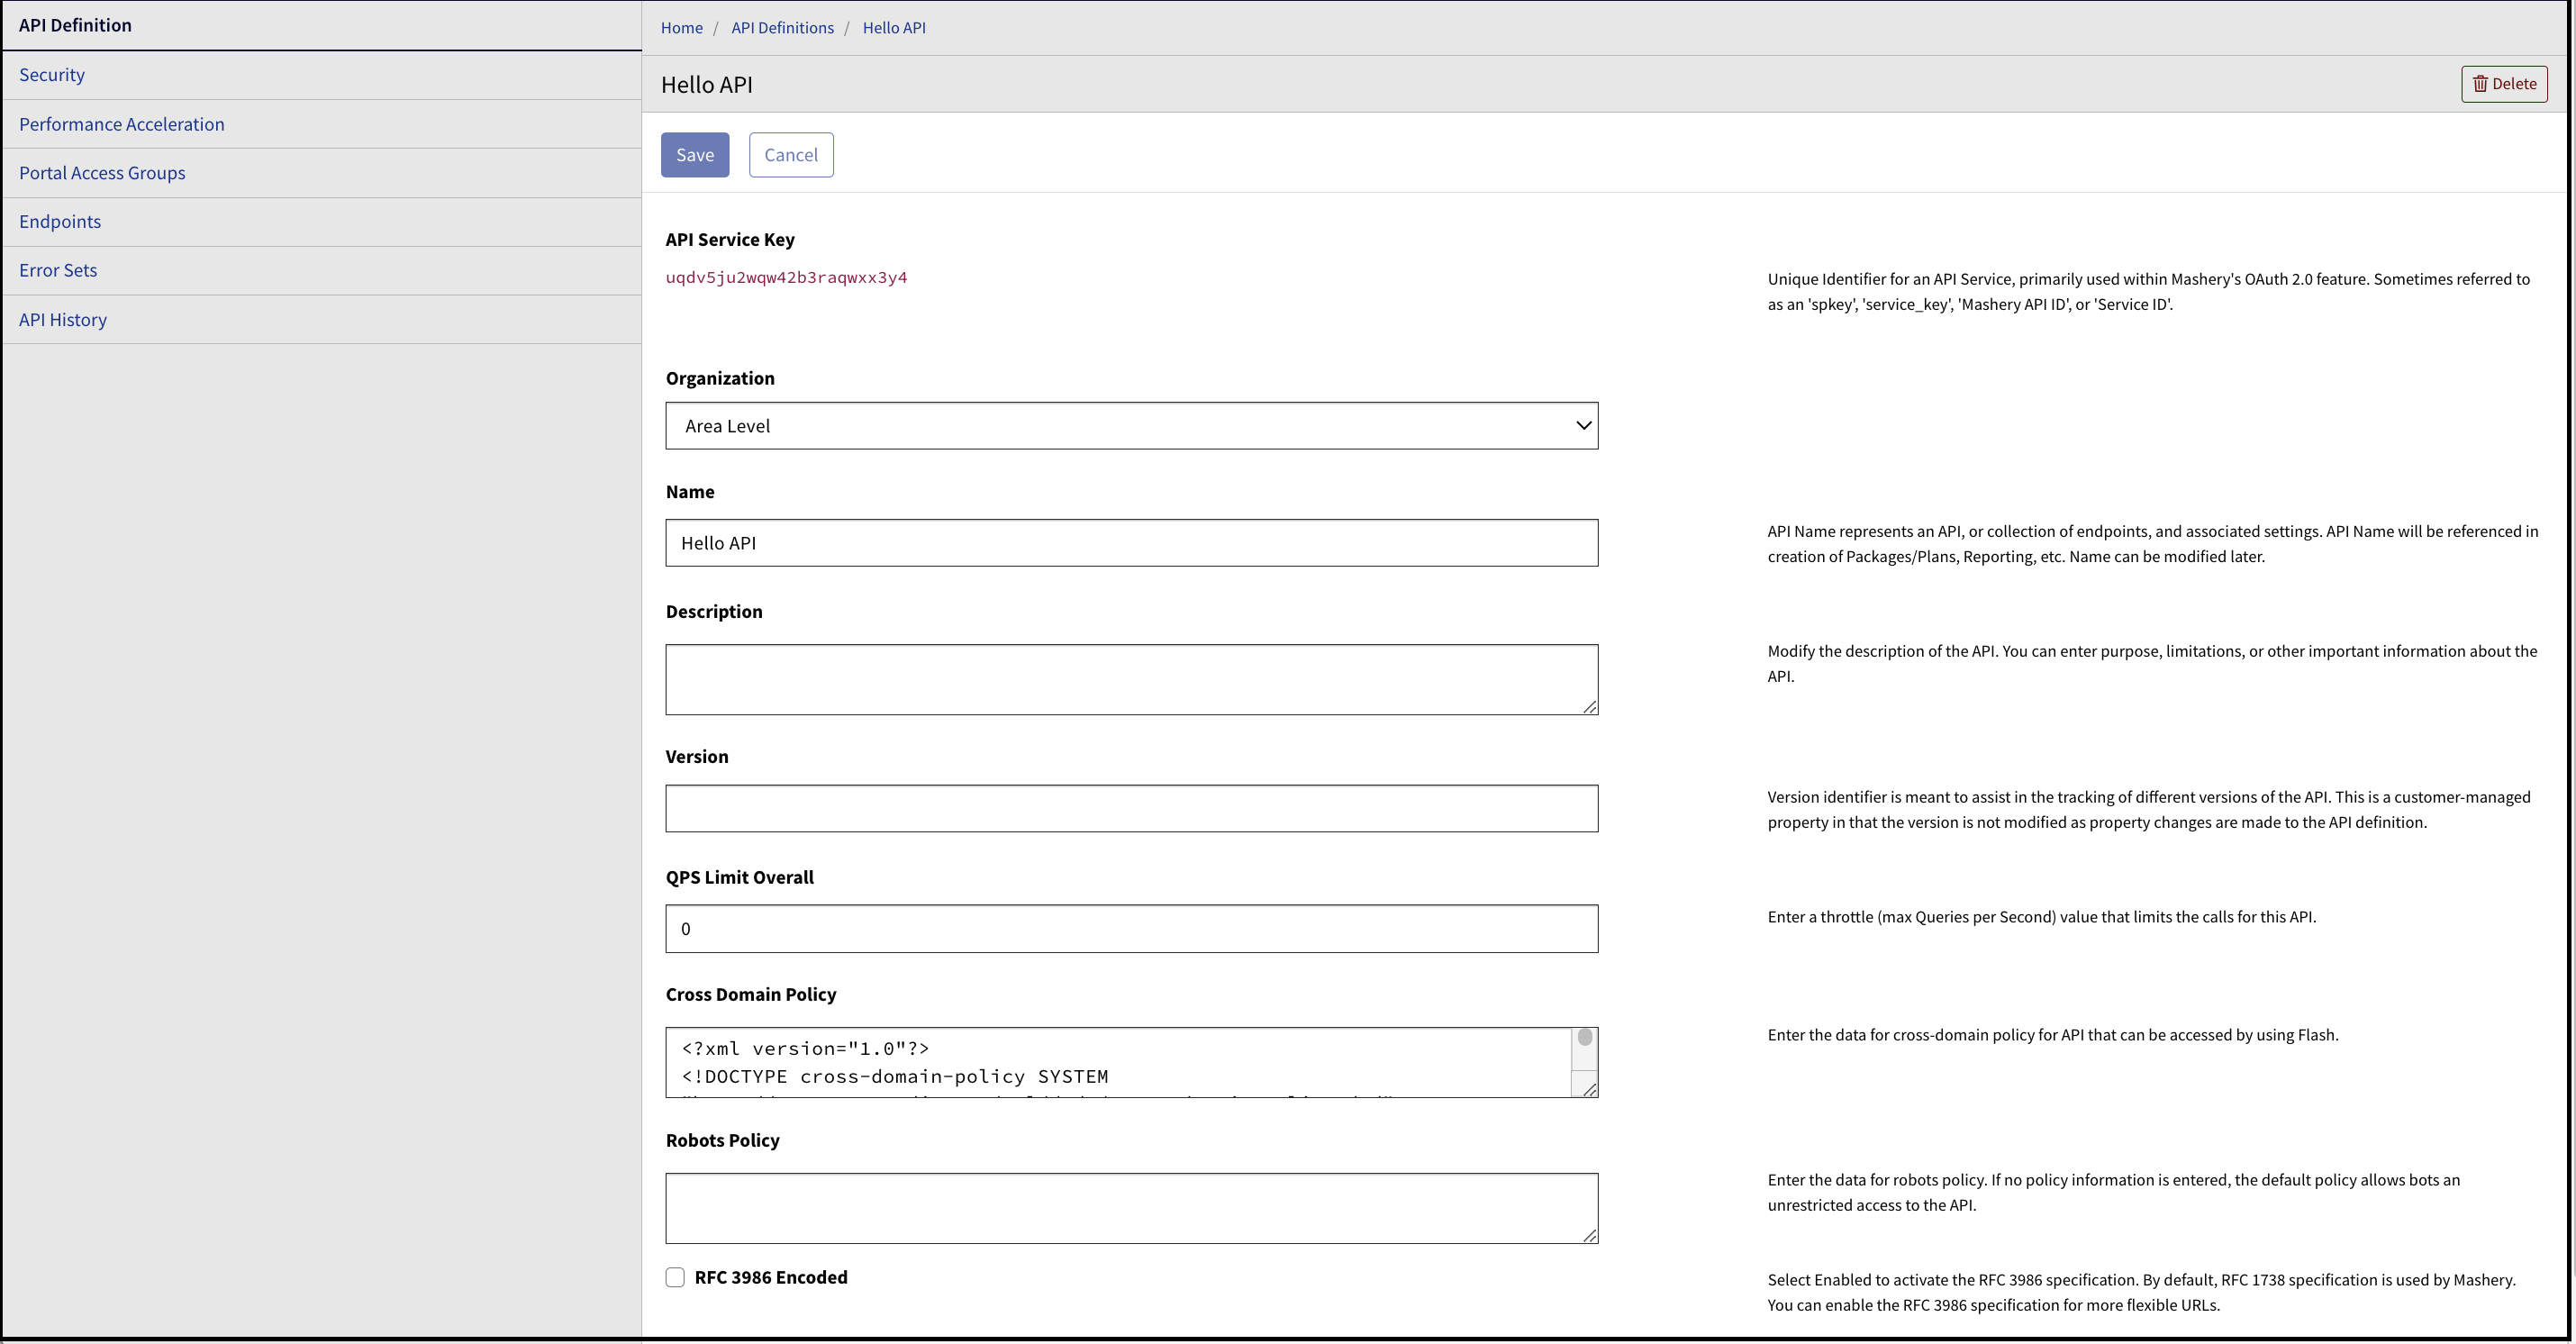 API Definition
Security
Performance Acceleration
Portal Access Groups
Endpoints
Error Sets
API History
Home / API Definitions / Hello API
Hello API
Delete
Save
Cancel
API Service Key
uqdv5ju2wqw42b3raqwxx3y4
Unique Identifier for an API Service, primarily used within Mashery's OAuth 2.0 feature. Sometimes referred to
as an 'spkey', 'service_key', 'Mashery API ID', or 'Service ID'.
Organization
Area Level
Name
Hello API
API Name represents an API, or collection of endpoints, and associated settings. API Name will be referenced in
creation of Packages/Plans, Reporting, etc. Name can be modified later.
Description
Modify the description of the API. You can enter purpose, limitations, or other important information about the
API.
Version
Version identifier is meant to assist in the tracking of different versions of the API. This is a customer-managed
property in that the version is not modified as property changes are made to the API definition.
QPS Limit Overall
0
Enter a throttle (max Queries per Second) value that limits the calls for this API.
Cross Domain Policy
<?xml version="1.0"?>
<!DOCTYPE cross-domain-policy SYSTEM
Enter the data for cross-domain policy for API that can be accessed by using Flash.
Robots Policy
Enter the data for robots policy. If no policy information is entered, the default policy allows bots an
unrestricted access to the API.
RFC 3986 Encoded
Select Enabled to activate the RFC 3986 specification. By default, RFC 1738 specification is used by Mashery.
You can enable the RFC 3986 specification for more flexible URLs.